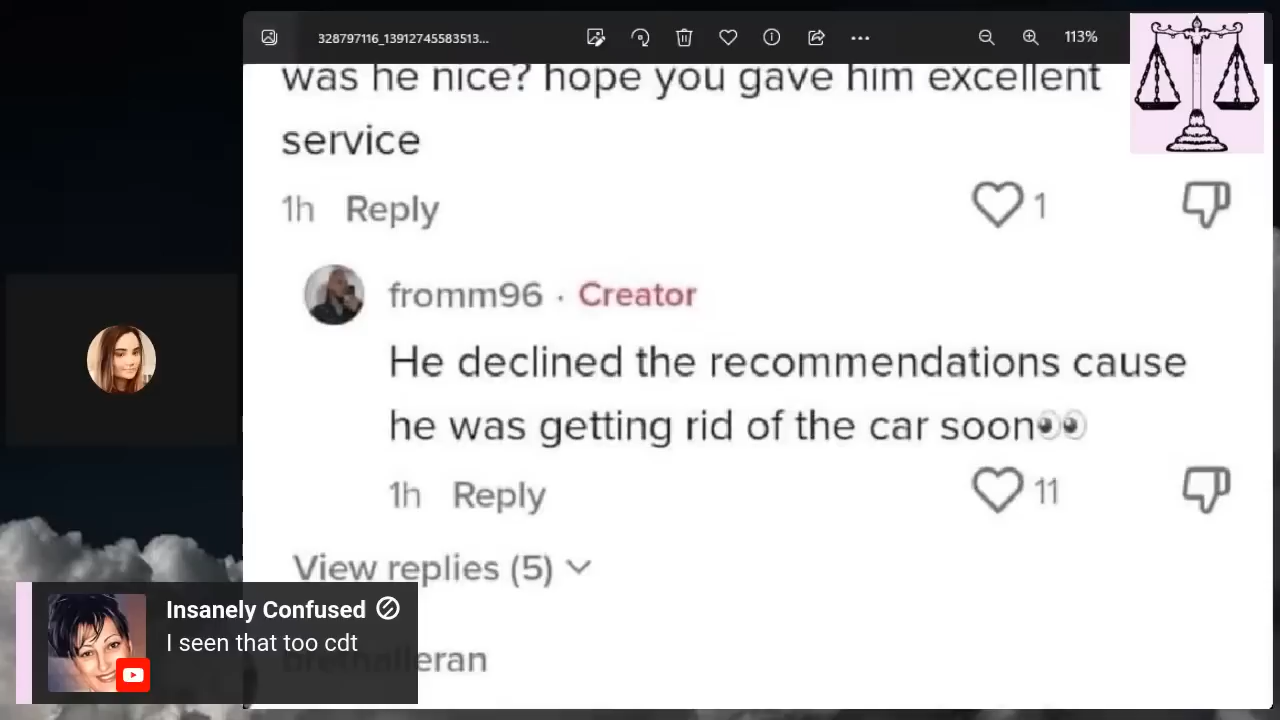 328797116_13912745583513...
113%
was he nice? hope you gave him excellent
service
1h Reply
1
fromm96 · Creator
He declined the recommendations cause
he was getting rid of the car soon👀
1h Reply
11
View replies (5)
Insanely Confused
I seen that too cdt